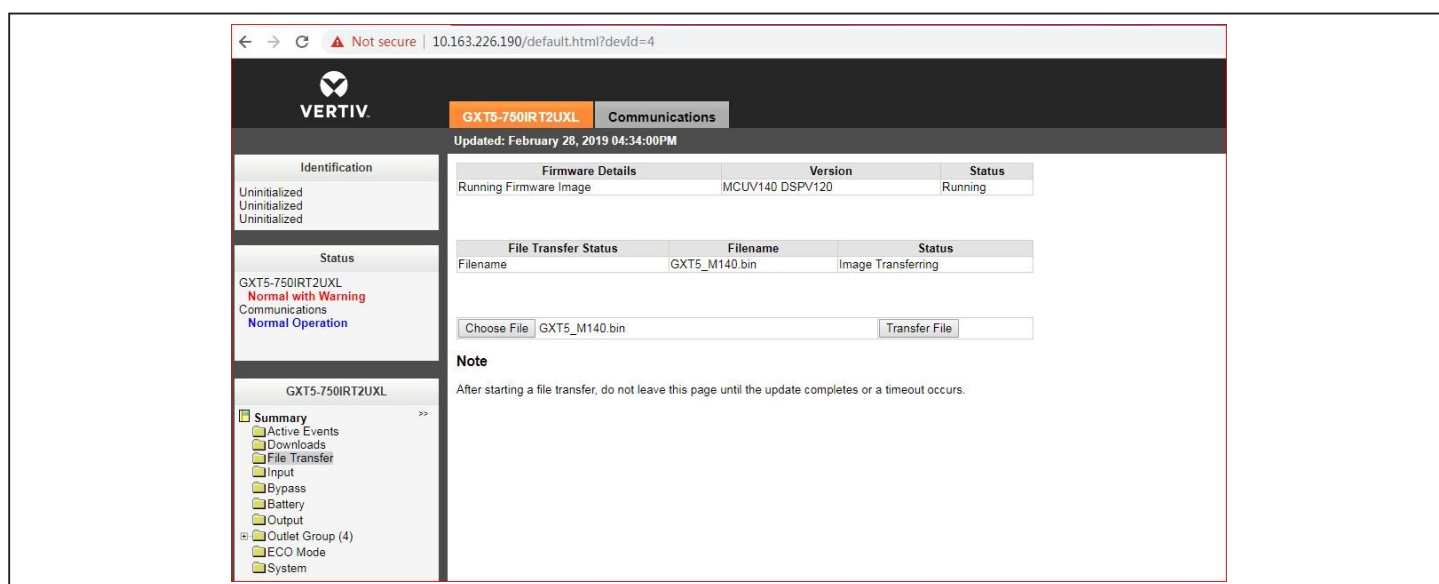 Not secure | 10.163.226.190/default.html?devId=4
VERTIV.
GXT5-750IRT2UXL Communications
Updated: February 28, 2019 04:34:00PM
Identification
Uninitialized
Uninitialized
Uninitialized
Status
GXT5-750IRT2UXL
Normal with Warning
Communications
Normal Operation
GXT5-750IRT2UXL
Summary >>
Active Events
Downloads
File Transfer
Input
Bypass
Battery
Output
Outlet Group (4)
ECO Mode
System
Firmware Details Version Status
Running Firmware Image MCUV140 DSPV120 Running
File Transfer Status Filename Status
Filename GXT5_M140.bin Image Transferring
Choose File GXT5_M140.bin Transfer File
Note
After starting a file transfer, do not leave this page until the update completes or a timeout occurs.